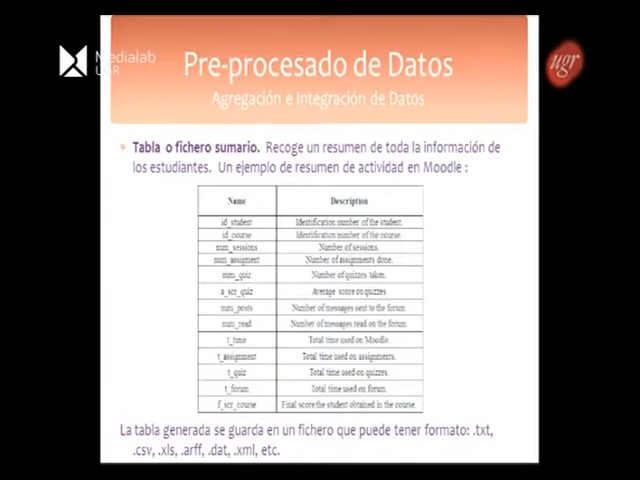 Medialab
UGR
ugr
Pre-procesado de Datos
Agregación e Integración de Datos
Tabla o fichero sumario. Recoge un resumen de toda la información de
los estudiantes. Un ejemplo de resumen de actividad en Moodle :
Name Description
id_student Identification number of the student.
id_course Identification number of the course.
num_sessions Number of sessions.
num_assigment Number of assignments done.
num_quiz Number of quizzes taken.
a_scr_quiz Average score on quizzes
num_posts Number of messages sent to the forum.
num_read Number of messages read on the forum.
t_time Total time used on Moodle.
t_assignment Total time used on assignments.
t_quiz Total time used on quizzes.
t_forum Total time used on forum.
f_scr_course Final score the student obtained in the course.
La tabla generada se guarda en un fichero que puede tener formato: .txt,
.csv, .xls, .arff, .dat, .xml, etc.